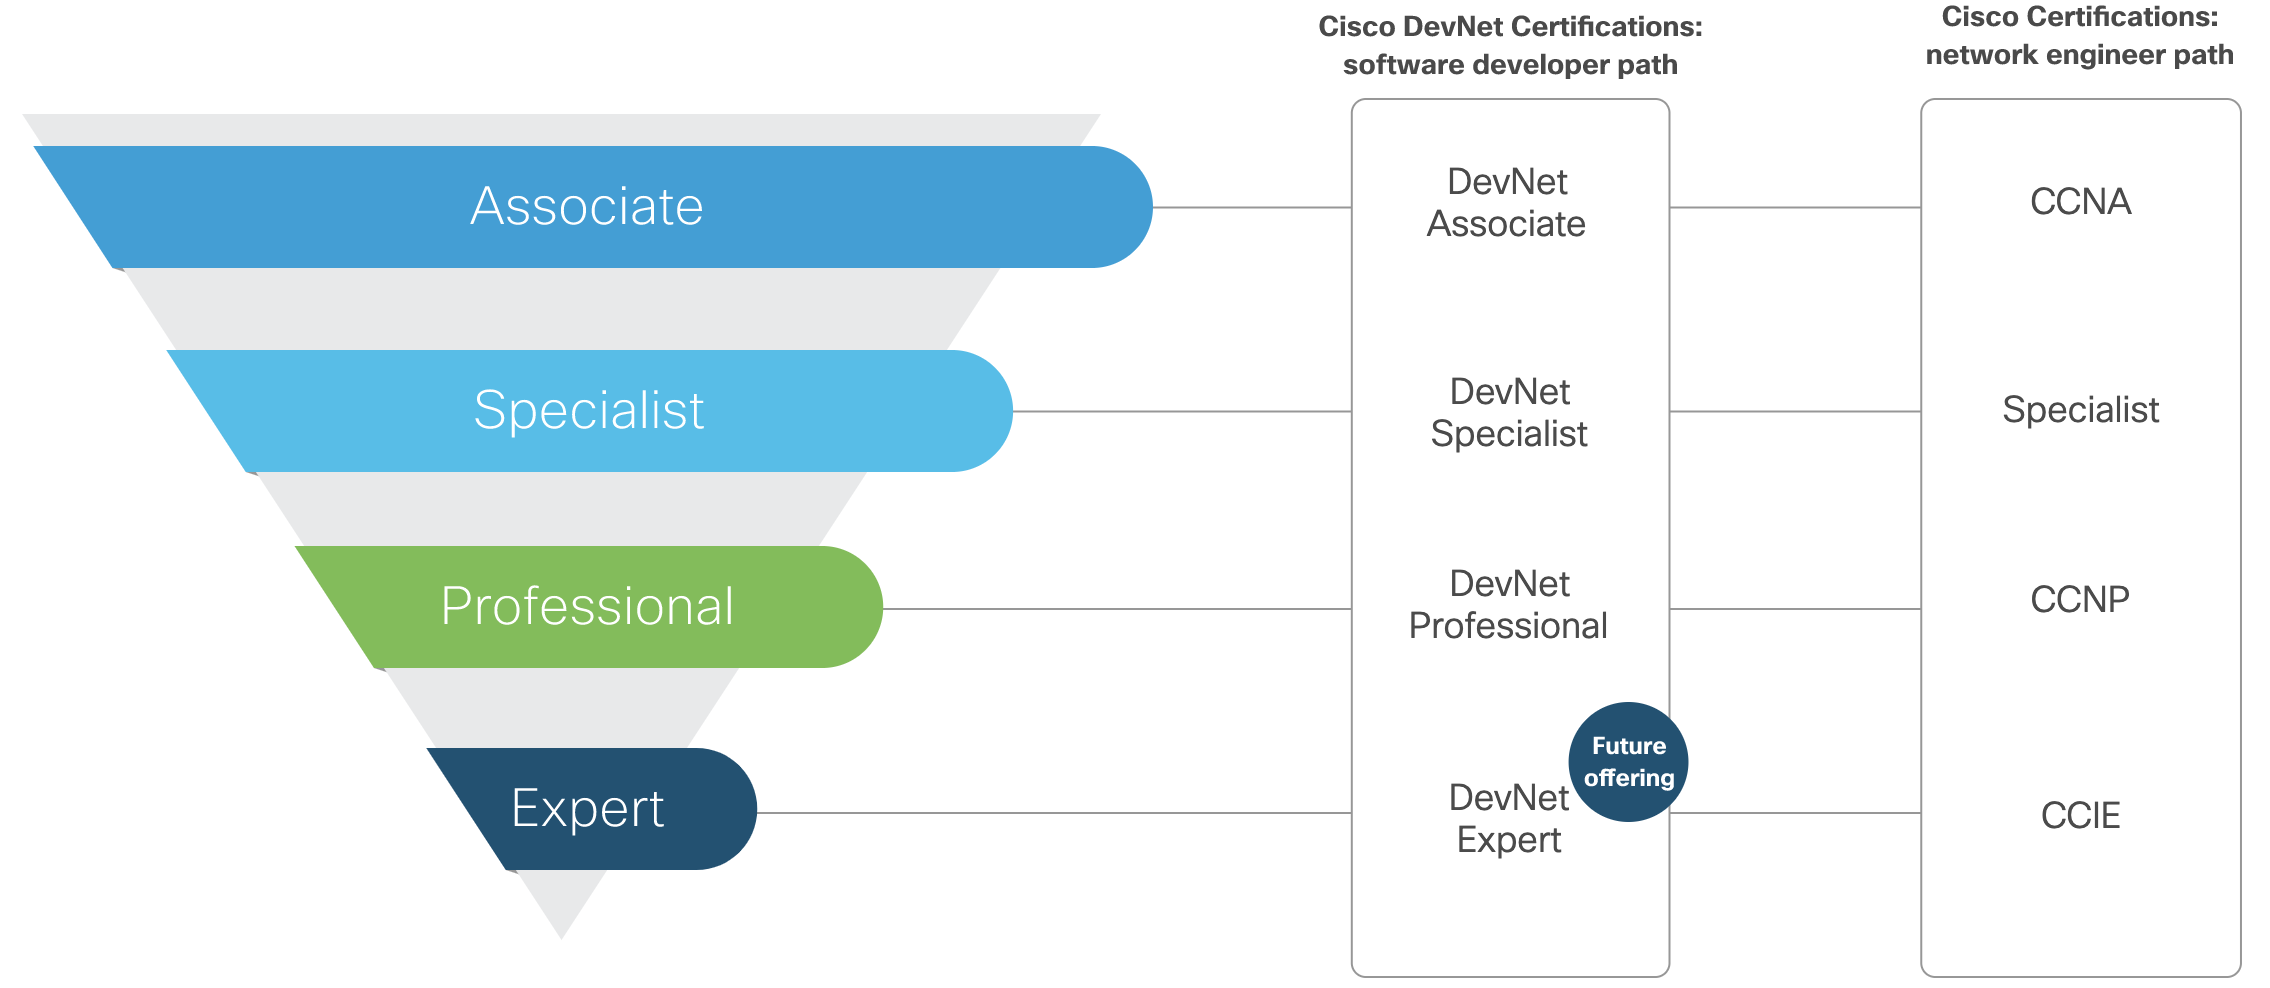 Cisco DevNet Certifications:
software developer path
Cisco Certifications:
network engineer path
Associate
DevNet
Associate
CCNA
Specialist
DevNet
Specialist
Specialist
Professional
DevNet
Professional
CCNP
Expert
DevNet
Expert
Future
offering
CCIE